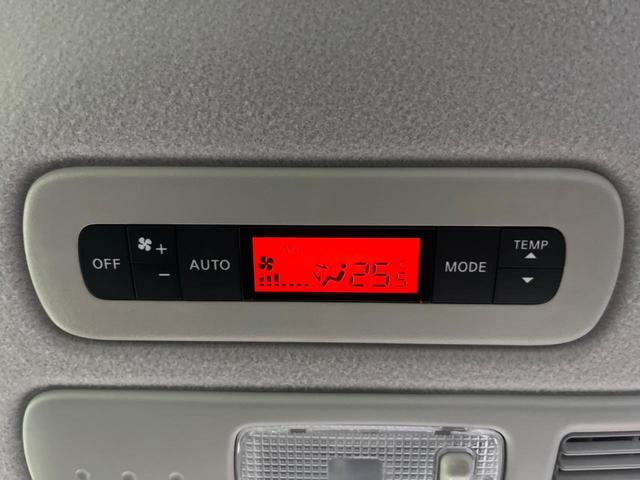 OFF
+
−
AUTO
25.5
MODE
TEMP